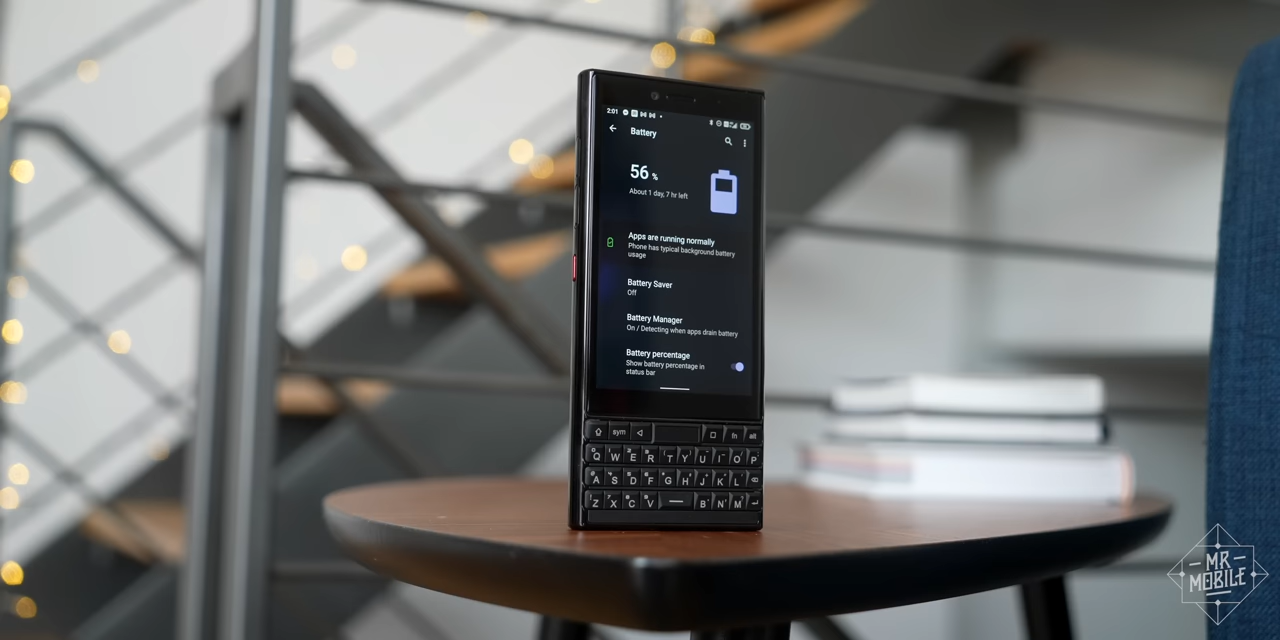 2:01
Battery
56 %
About 1 day, 7 hr left
Apps are running normally
Phone has typical background battery
usage
Battery Saver
Off
Battery Manager
On / Detecting when apps drain battery
Battery percentage
Show battery percentage in
status bar
sym fn alt
Q W E R T Y U I O P
A S D F G H J K L
Z X C V B N M
MR
MOBILE